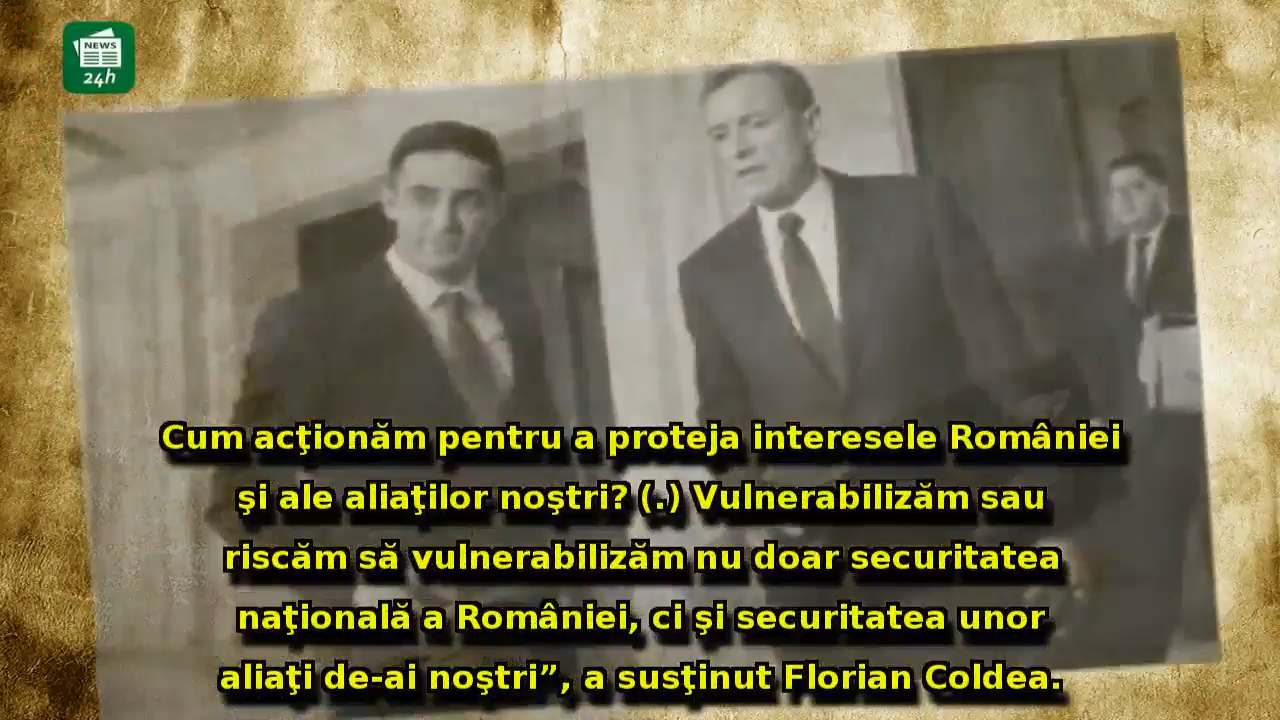 NEWS
24h
Cum acţionăm pentru a proteja interesele României
şi ale aliaţilor noştri? (.) Vulnerabilizăm sau
riscăm să vulnerabilizăm nu doar securitatea
naţională a României, ci şi securitatea unor
aliaţi de-ai noştri”, a susţinut Florian Coldea.